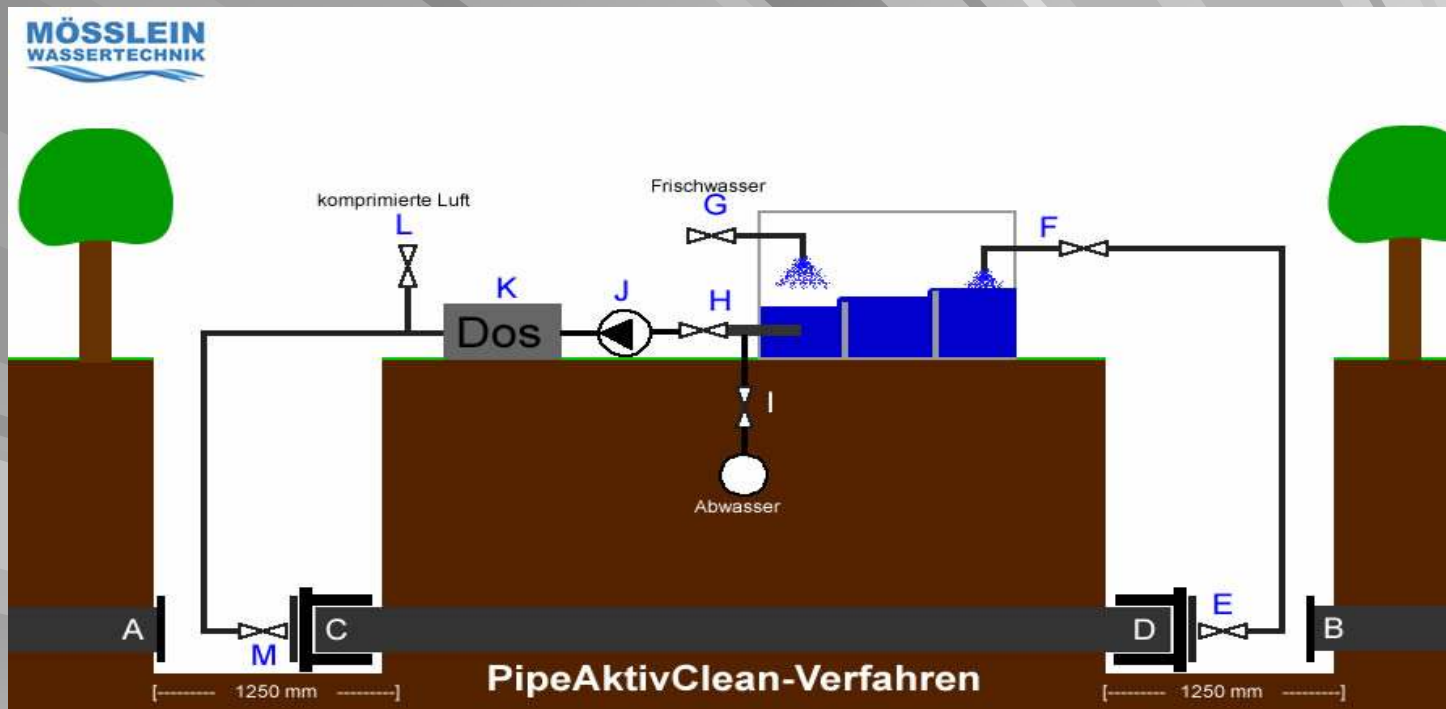 MÖSSLEIN
WASSERTECHNIK
komprimierte Luft
L
Frischwasser
G
F
K
J
H
Dos
I
Abwasser
A
M
C
D
E
B
PipeAktivClean-Verfahren
[--------- 1250 mm ---------]
[--------- 1250 mm ---------]